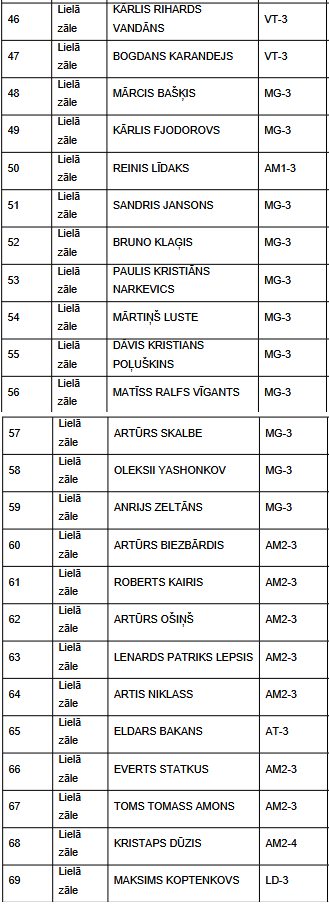 46 Lielā zāle KĀRLIS RIHARDS VANDĀNS VT-3
47 Lielā zāle BOGDANS KARANDEJS VT-3
48 Lielā zāle MĀRCIS BAŠĶIS MG-3
49 Lielā zāle KĀRLIS FJODOROVS MG-3
50 Lielā zāle REINIS LĪDAKS AM1-3
51 Lielā zāle SANDRIS JANSONS MG-3
52 Lielā zāle BRUNO KLAĢIS MG-3
53 Lielā zāle PAULIS KRISTIĀNS NARKEVICS MG-3
54 Lielā zāle MĀRTIŅŠ LUSTE MG-3
55 Lielā zāle DĀVIS KRISTIANS POĻUŠKINS MG-3
56 Lielā zāle MATĪSS RALFS VĪGANTS MG-3
57 Lielā zāle ARTŪRS SKALBE MG-3
58 Lielā zāle OLEKSII YASHONKOV MG-3
59 Lielā zāle ANRIJS ZELTĀNS MG-3
60 Lielā zāle ARTŪRS BIEZBĀRDIS AM2-3
61 Lielā zāle ROBERTS KAIRIS AM2-3
62 Lielā zāle ARTŪRS OŠIŅŠ AM2-3
63 Lielā zāle LENARDS PATRIKS LEPSIS AM2-3
64 Lielā zāle ARTIS NIKLASS AM2-3
65 Lielā zāle ELDARS BAKANS AT-3
66 Lielā zāle EVERTS STATKUS AM2-3
67 Lielā zāle TOMS TOMASS AMONS AM2-3
68 Lielā zāle KRISTAPS DŪZIS AM2-4
69 Lielā zāle MAKSIMS KOPTENKOVS LD-3